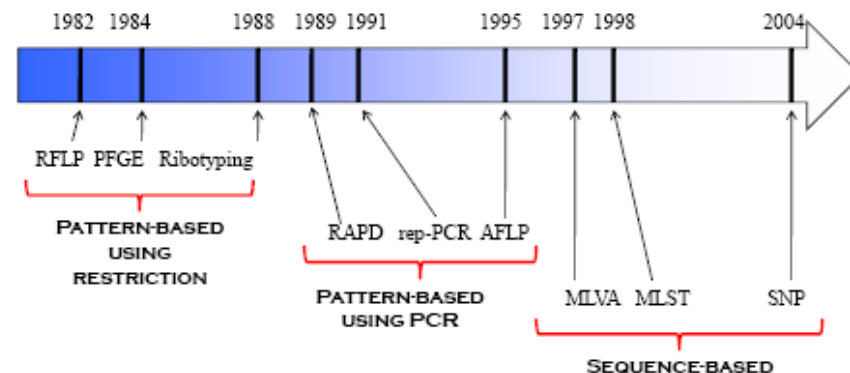 1982 1984 1988 1989 1991 1995 1997 1998 2004
RFLP PFGE Ribotyping
PATTERN-BASED
USING
RESTRICTION
RAPD rep-PCR AFLP
PATTERN-BASED
USING PCR
MLVA MLST SNP
SEQUENCE-BASED